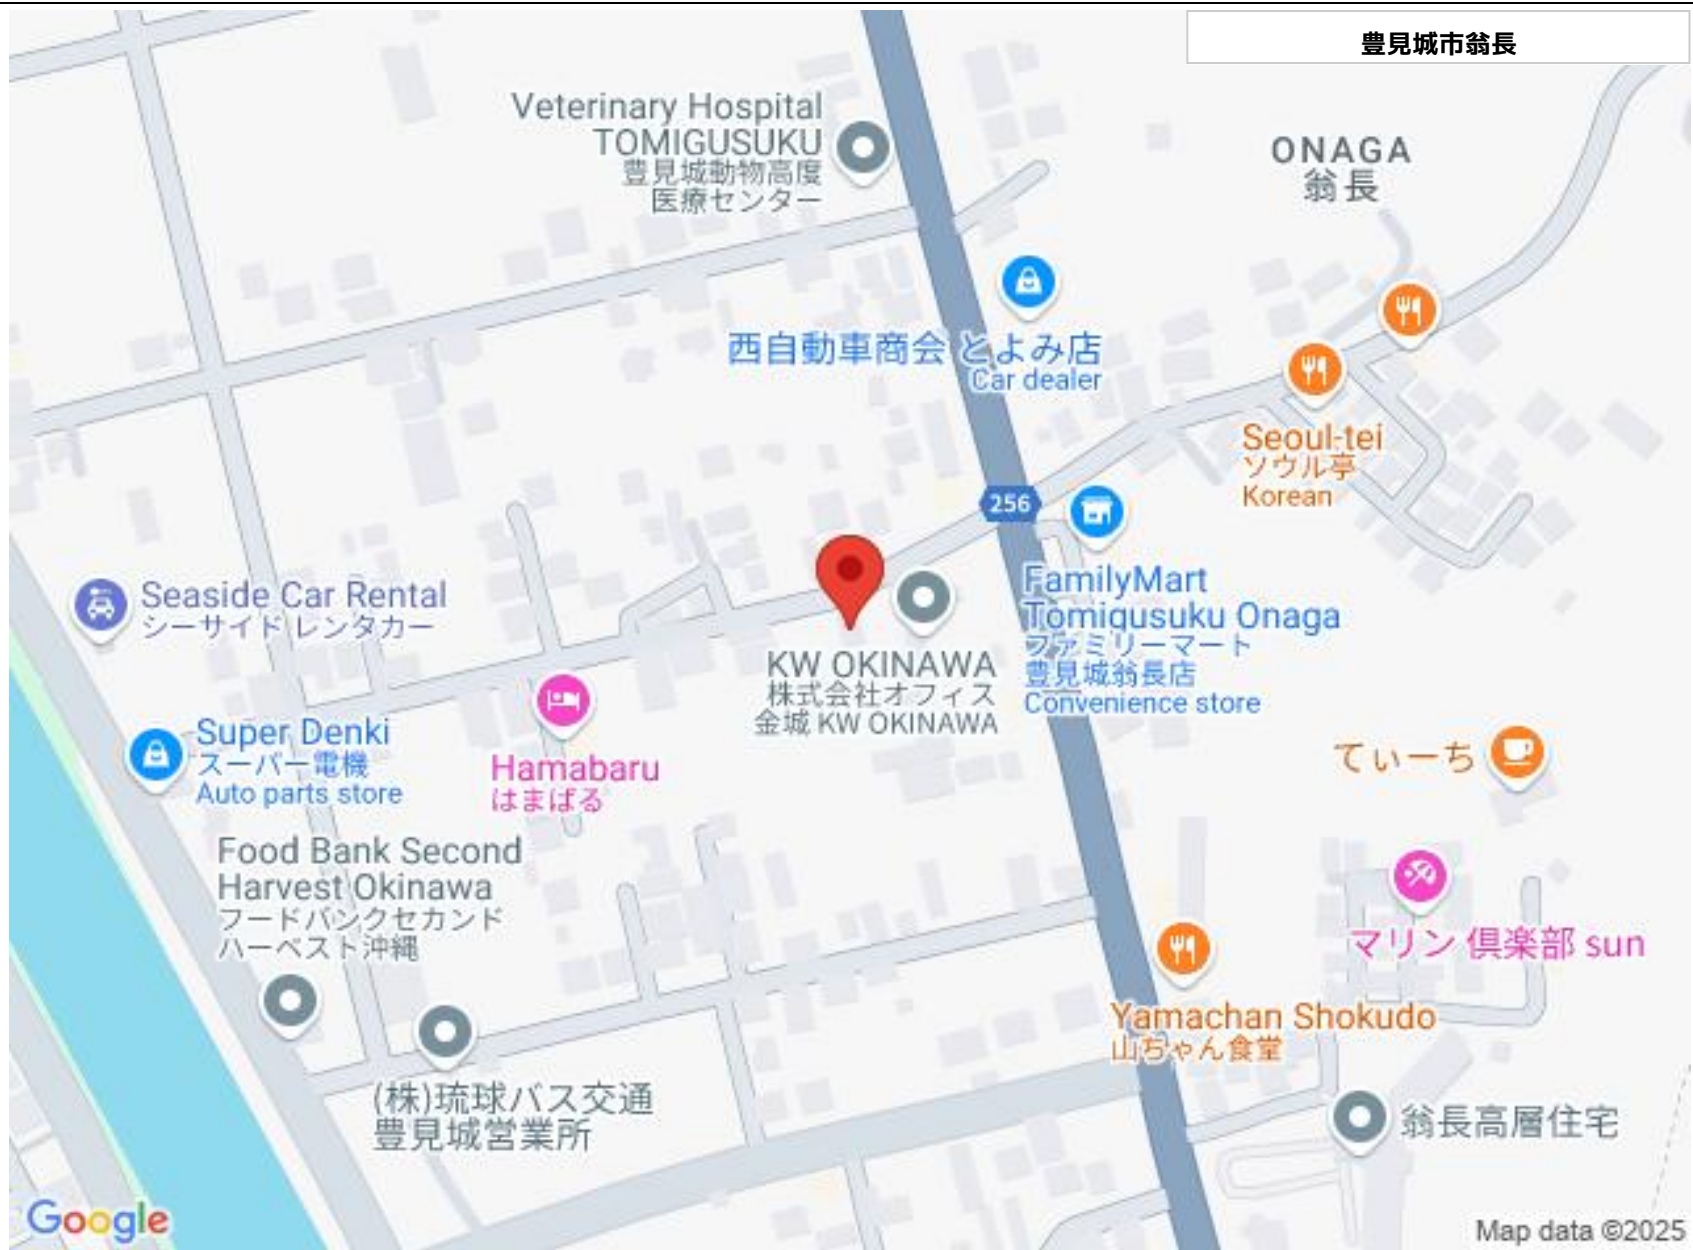 豊見城市翁長
Veterinary Hospital
TOMIGUSUKU
豊見城動物高度
医療センター
ONAGA
翁長
西自動車商会 とよみ店
Car dealer
Seoul-tei
ソウル亭
Korean
256
Seaside Car Rental
シーサイド レンタカー
FamilyMart
Tomigusuku Onaga
ファミリーマート
豊見城翁長店
Convenience store
KW OKINAWA
株式会社オフィス
金城 KW OKINAWA
Super Denki
スーパー電機
Auto parts store
Hamabaru
はまばる
てぃーち
Food Bank Second
Harvest Okinawa
フードバンクセカンド
ハーベスト沖縄
マリン 倶楽部 sun
Yamachan Shokudo
山ちゃん食堂
(株)琉球バス交通
豊見城営業所
翁長高層住宅
Google
Map data ©2025